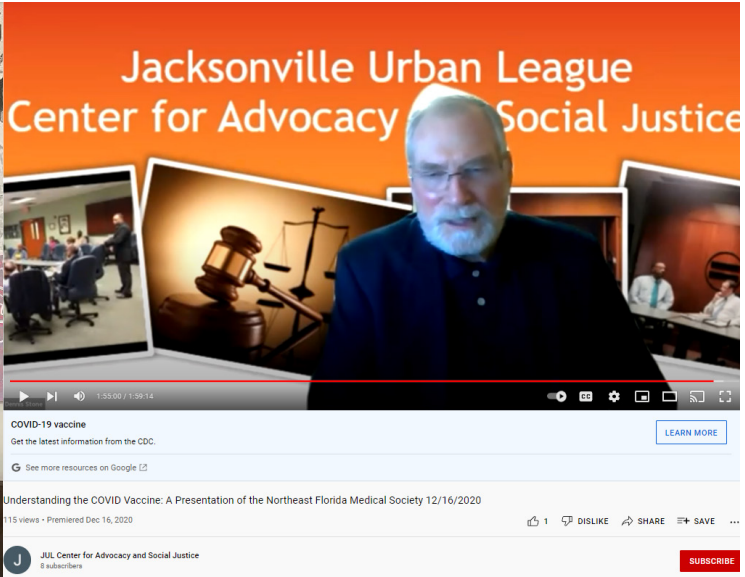 Jacksonville Urban League
Center for Advocacy Social Justice
1:55:00 / 1:59:14
CC
COVID-19 vaccine
Get the latest information from the CDC.
LEARN MORE
G See more resources on Google
Understanding the COVID Vaccine: A Presentation of the Northeast Florida Medical Society 12/16/2020
115 views • Premiered Dec 16, 2020
1 DISLIKE SHARE SAVE ...
J
JUL Center for Advocacy and Social Justice
8 subscribers
SUBSCRIBE